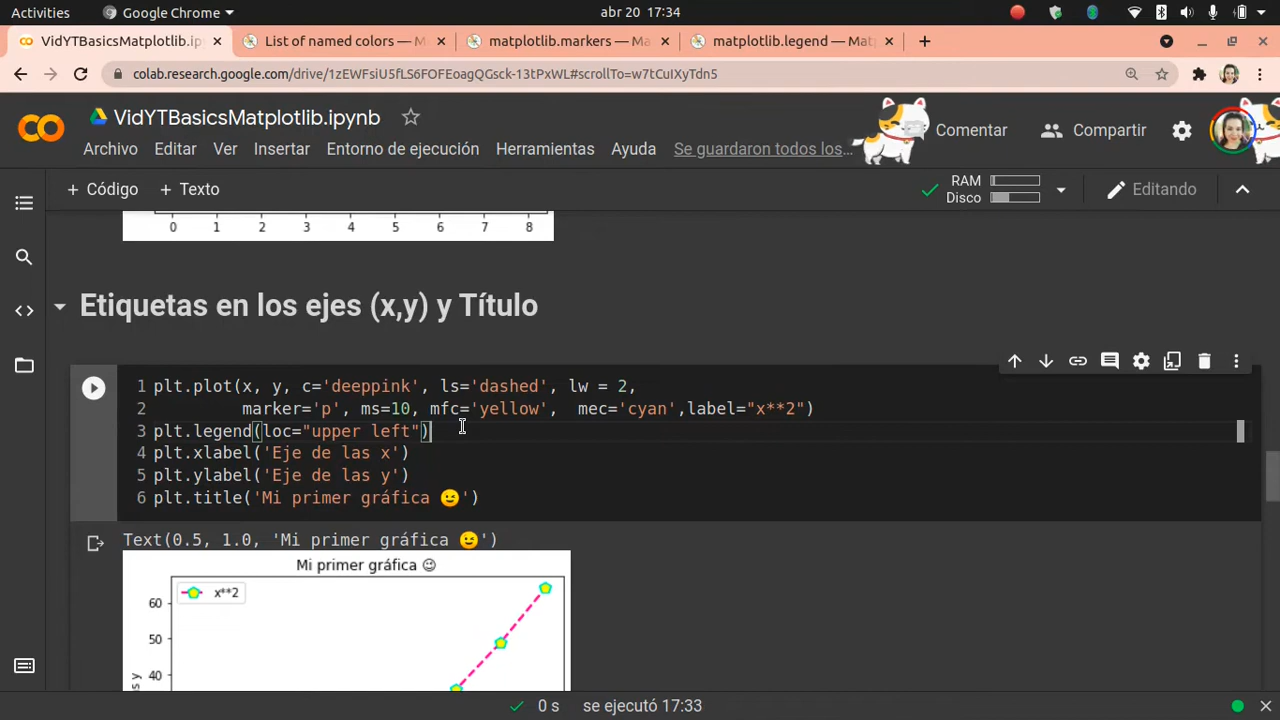 Activities Google Chrome abr 20 17:34
VidYTBasicsMatplotlib.ip List of named colors — M matplotlib.markers — Ma matplotlib.legend — Mat
colab.research.google.com/drive/1zEWFsiU5fLS6FOFEoagQGsck-13tPxWL#scrollTo=w7tCuIXyTdn5
VidYTBasicsMatplotlib.ipynb
Comentar Compartir
Archivo Editar Ver Insertar Entorno de ejecución Herramientas Ayuda Se guardaron todos los…
+ Código + Texto RAM Disco Editando
0 1 2 3 4 5 6 7 8
Etiquetas en los ejes (x,y) y Título
1 plt.plot(x, y, c='deeppink', ls='dashed', lw = 2,
2 marker='p', ms=10, mfc='yellow', mec='cyan',label="x**2")
3 plt.legend(loc="upper left")
4 plt.xlabel('Eje de las x')
5 plt.ylabel('Eje de las y')
6 plt.title('Mi primer gráfica 😉')
Text(0.5, 1.0, 'Mi primer gráfica 😉')
Mi primer gráfica 😉
x**2
60
50
40
0 s se ejecutó 17:33